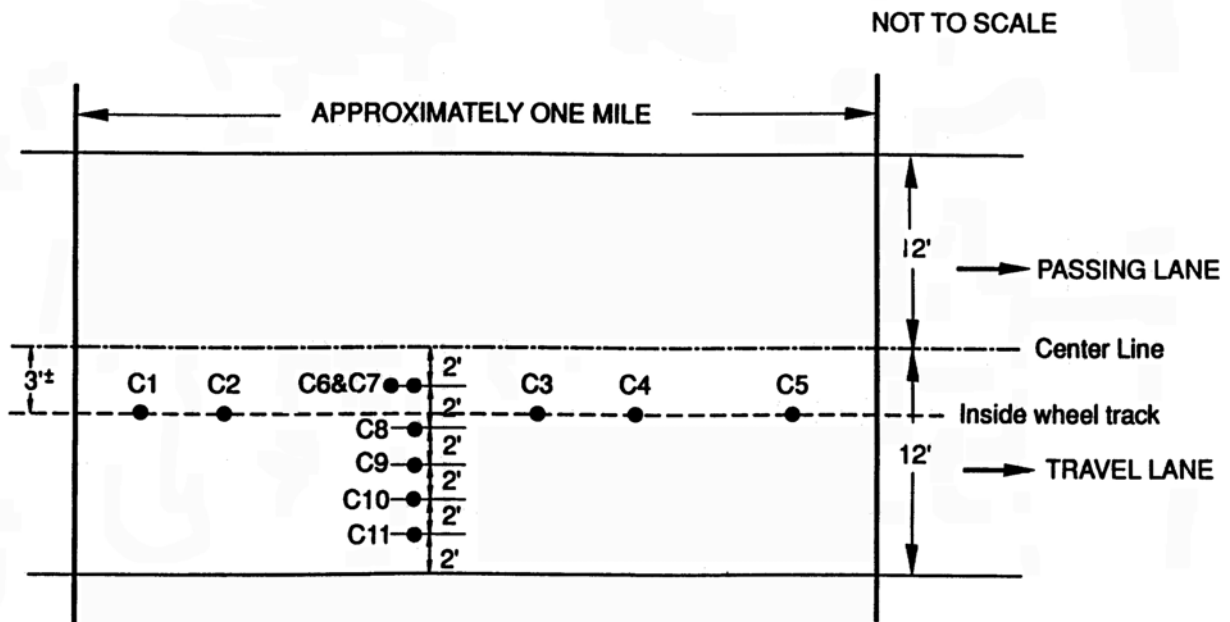 NOT TO SCALE
APPROXIMATELY ONE MILE
12'
PASSING LANE
Center Line
3'±
C1
C2
C6&C7
2'
C3
C4
C5
2'
Inside wheel track
C8
C9
2'
12'
TRAVEL LANE
C10
2'
C11
2'
2'